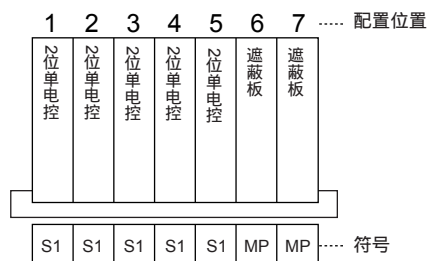 1 2 3 4 5 6 7 ····· 配置位置
2位单电控 2位单电控 2位单电控 2位单电控 2位单电控 遮蔽板 遮蔽板
S1 S1 S1 S1 S1 MP MP ····· 符号